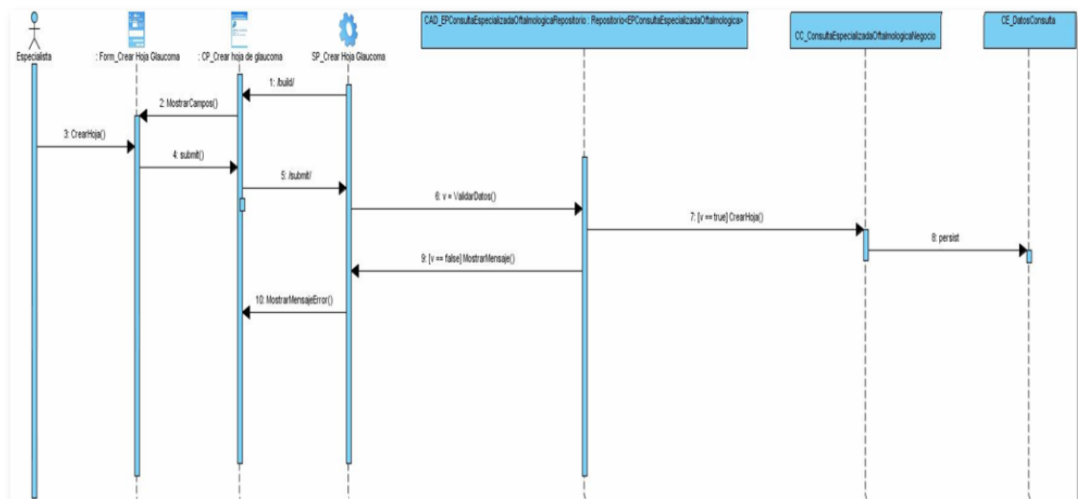 CAD_EPConsultaEspecializadaOftalmologicaRepositorio : Repositorio<EPConsultaEspecializadaOftalmologica>
CE_DatosConsulta
CC_ConsultaEspecializadaOftalmologicaNegocio
Especialista
: Form_Crear Hoja Glaucoma
: CP_Crear hoja de glaucoma
SP_Crear Hoja Glaucoma
1: /build/
2: MostrarCampos()
3: CrearHoja()
4: submit()
5: /submit/
6: v = ValidarDatos()
7: [v == true] CrearHoja()
8: persist
9: [v == false] MostrarMensaje()
10: MostrarMensajeError()